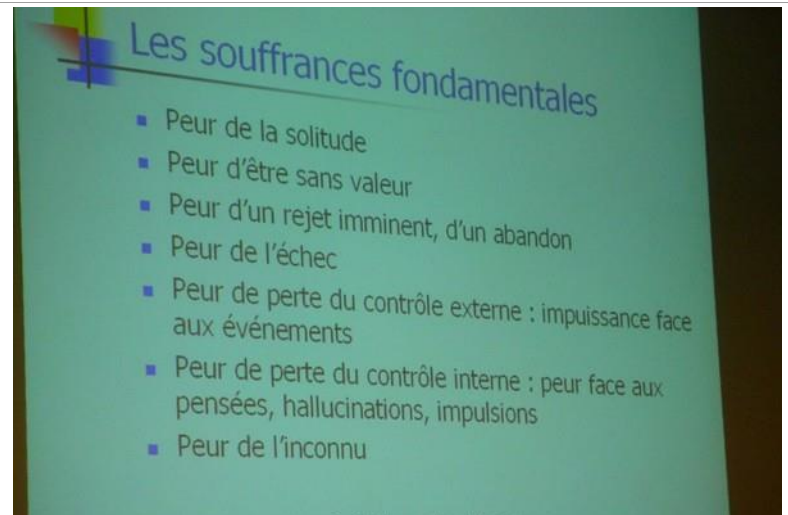 Les souffrances fondamentales
Peur de la solitude
Peur d'être sans valeur
Peur d'un rejet imminent, d'un abandon
Peur de l'échec
Peur de perte du contrôle externe : impuissance face
aux événements
Peur de perte du contrôle interne : peur face aux
pensées, hallucinations, impulsions
Peur de l'inconnu